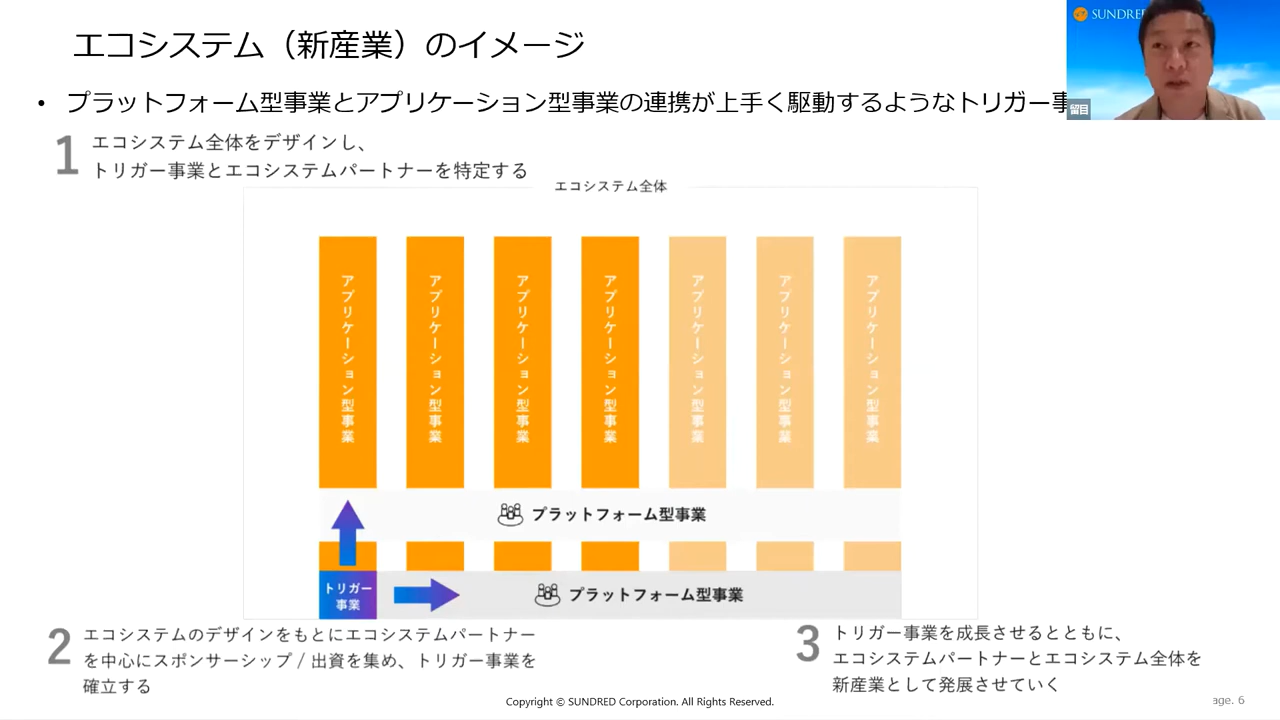 エコシステム（新産業）のイメージ
SUNDRED
• プラットフォーム型事業とアプリケーション型事業の連携が上手く駆動するようなトリガー事
留目
1 エコシステム全体をデザインし、
トリガー事業とエコシステムパートナーを特定する
エコシステム全体
アプリケーション型事業
アプリケーション型事業
アプリケーション型事業
アプリケーション型事業
アプリケーション型事業
アプリケーション型事業
アプリケーション型事業
プラットフォーム型事業
トリガー
事業
プラットフォーム型事業
2 エコシステムのデザインをもとにエコシステムパートナー
を中心にスポンサーシップ / 出資を集め、トリガー事業を
確立する
3 トリガー事業を成長させるとともに、
エコシステムパートナーとエコシステム全体を
新産業として発展させていく
Copyright © SUNDRED Corporation. All Rights Reserved.
age. 6